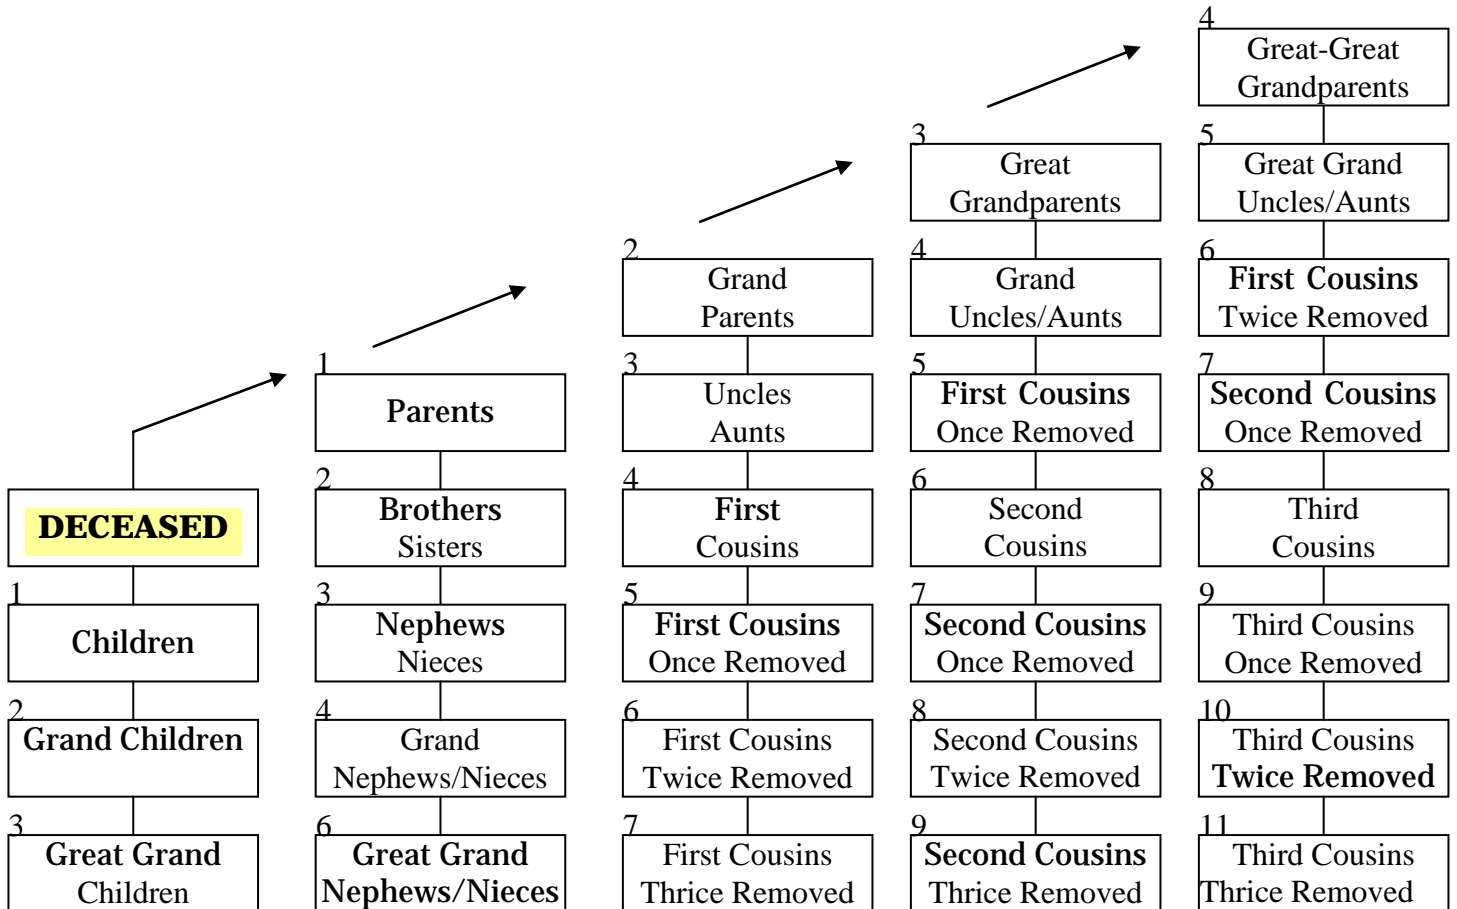 4
Great-Great
Grandparents
3
Great
Grandparents
5
Great Grand
Uncles/Aunts
2
Grand
Parents
4
Grand
Uncles/Aunts
6
First Cousins
Twice Removed
1
Parents
3
Uncles
Aunts
5
First Cousins
Once Removed
7
Second Cousins
Once Removed
DECEASED
2
Brothers
Sisters
4
First
Cousins
6
Second
Cousins
8
Third
Cousins
1
Children
3
Nephews
Nieces
5
First Cousins
Once Removed
7
Second Cousins
Once Removed
9
Third Cousins
Once Removed
2
Grand Children
4
Grand
Nephews/Nieces
6
First Cousins
Twice Removed
8
Second Cousins
Twice Removed
10
Third Cousins
Twice Removed
3
Great Grand
Children
6
Great Grand
Nephews/Nieces
7
First Cousins
Thrice Removed
9
Second Cousins
Thrice Removed
11
Third Cousins
Thrice Removed